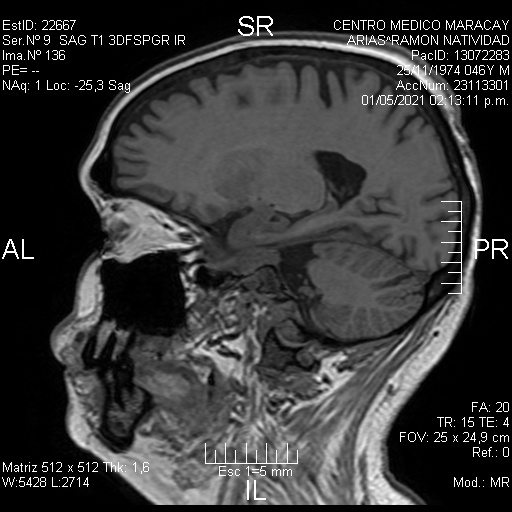 EstID: 22667
Ser.Nº 9 SAG T1 3DFSPGR IR
Ima.Nº 136
PE= --
NAq: 1 Loc: -25,3 Sag
SR
CENTRO MEDICO MARACAY
ARIAS^RAMON NATIVIDAD
PacID: 13072283
25/11/1974 046Y M
AccNum: 23113301
01/05/2021 02:13:11 p.m.
AL
PR
FA: 20
TR: 15 TE: 4
FOV: 25 x 24,9 cm
Ref.: 0
Matriz 512 x 512 Thk: 1,6
W:5428 L:2714
Esc 1=5 mm
IL
Mod.: MR